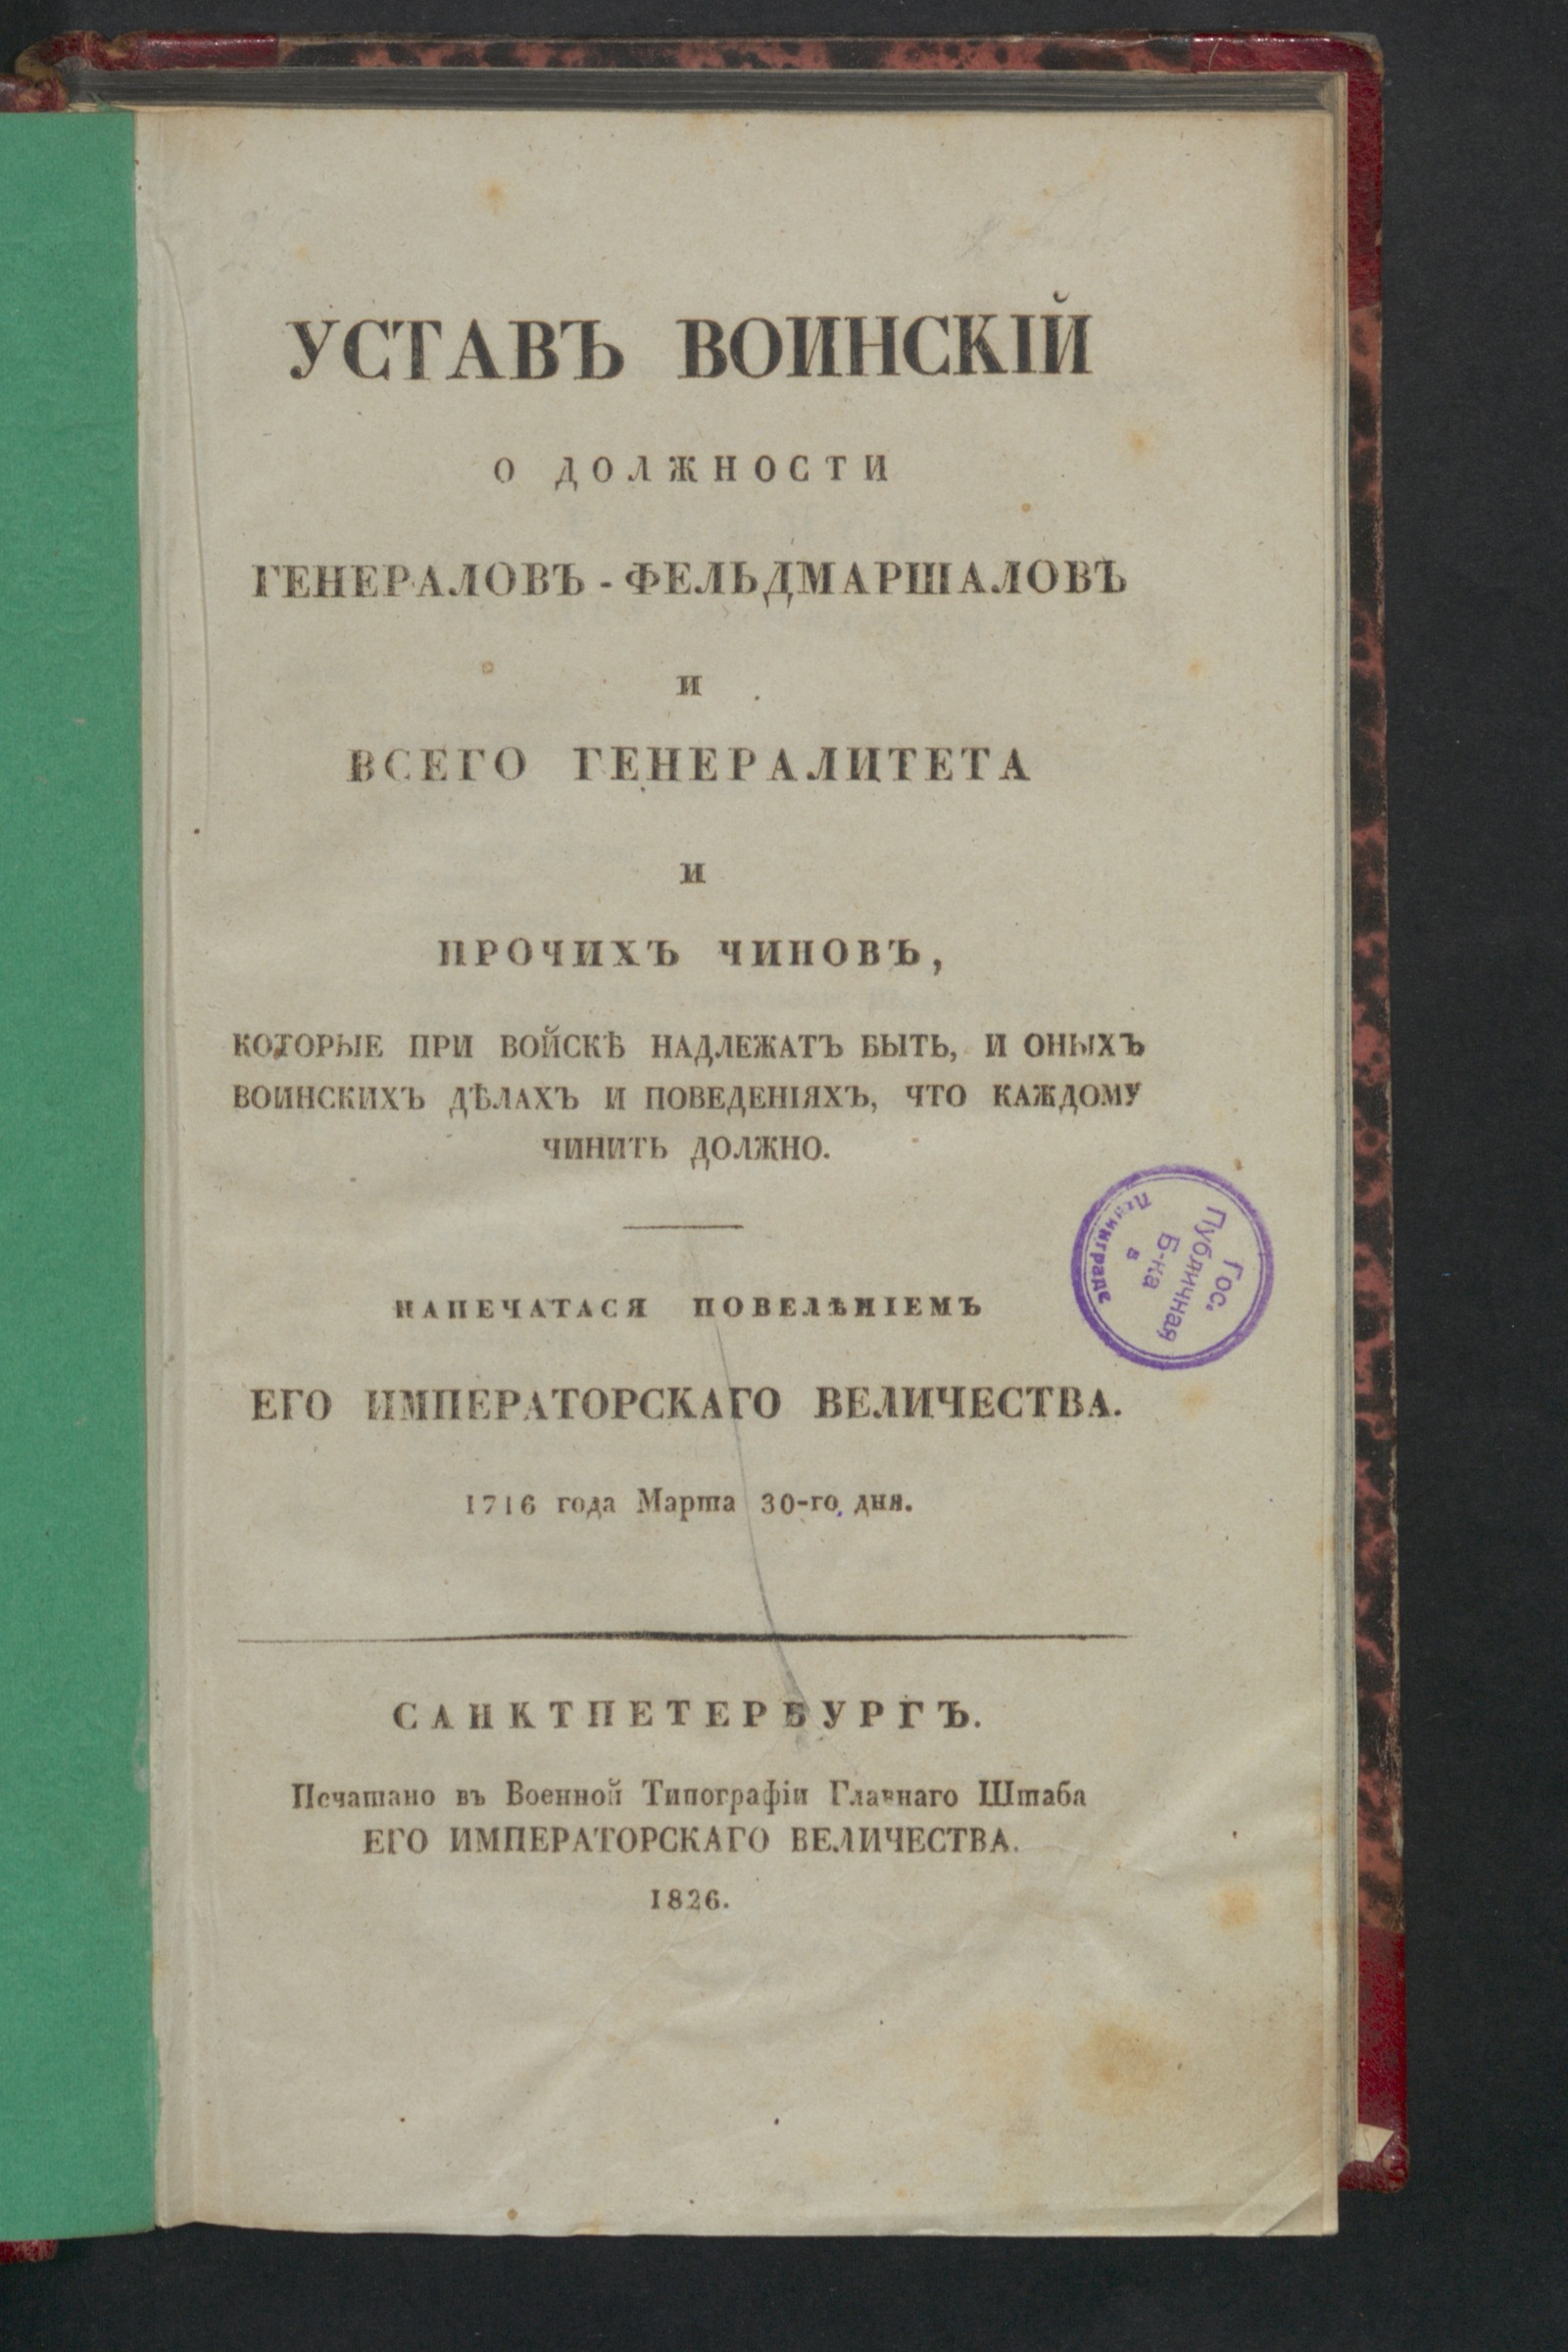 УСТАВЪ ВОИНСКІЙ
О ДОЛЖНОСТИ
ГЕНЕРАЛОВЪ - ФЕЛЬДМАРШАЛОВЪ
И
ВСЕГО ГЕНЕРАЛИТЕТА
И
ПРОЧИХЪ ЧИНОВЪ,
КОТОРЫЕ ПРИ ВОЙСКѢ НАДЛЕЖАТЪ БЫТЬ, И ОНЫХЪ
ВОИНСКИХЪ ДѢЛАХЪ И ПОВЕДЕНІЯХЪ, ЧТО КАЖДОМУ
ЧИНИТЬ ДОЛЖНО.
Гос.
Публичная
Б-ка
в
Ленинграде
НАПЕЧАТАСЯ ПОВЕЛѢНІЕМЪ
ЕГО ИМПЕРАТОРСКАГО ВЕЛИЧЕСТВА.
1716 года Марта 30-го дня.
САНКТПЕТЕРБУРГЪ.
Печатано въ Военной Типографіи Главнаго Штаба
ЕГО ИМПЕРАТОРСКАГО ВЕЛИЧЕСТВА.
1826.